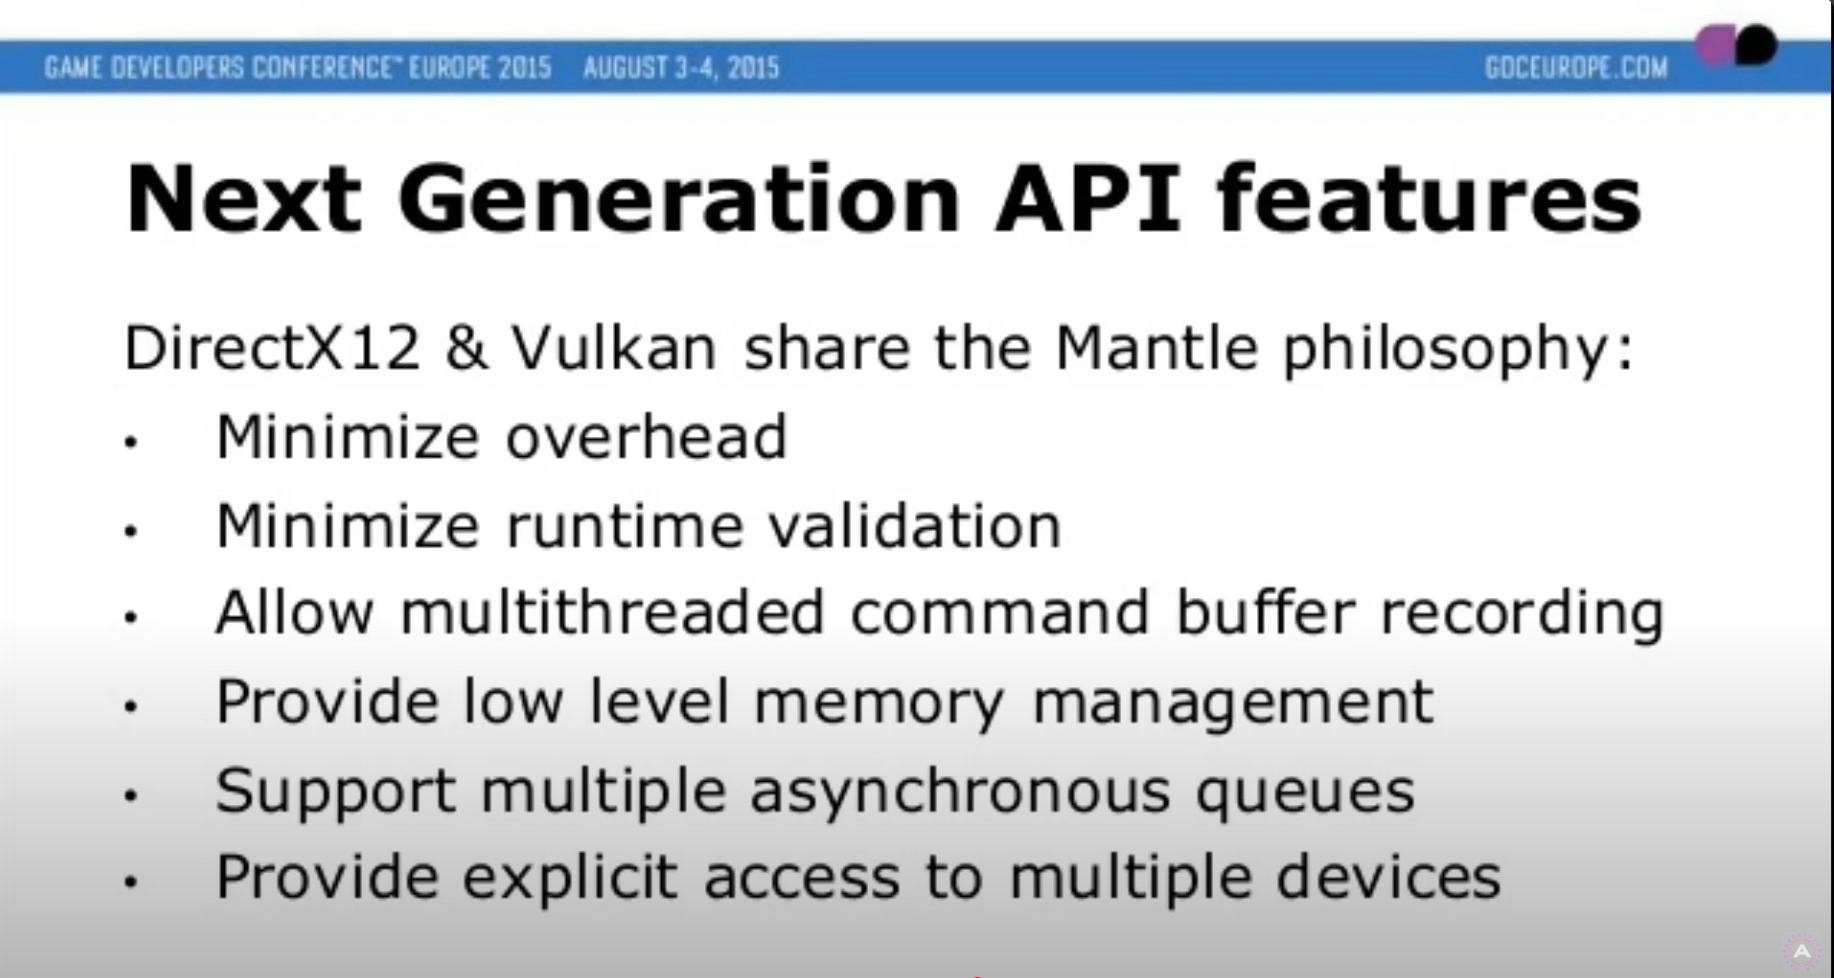 GAME DEVELOPERS CONFERENCE™ EUROPE 2015 AUGUST 3-4, 2015 GDCEUROPE.COM
Next Generation API features
DirectX12 & Vulkan share the Mantle philosophy:
• Minimize overhead
• Minimize runtime validation
• Allow multithreaded command buffer recording
• Provide low level memory management
• Support multiple asynchronous queues
• Provide explicit access to multiple devices
A